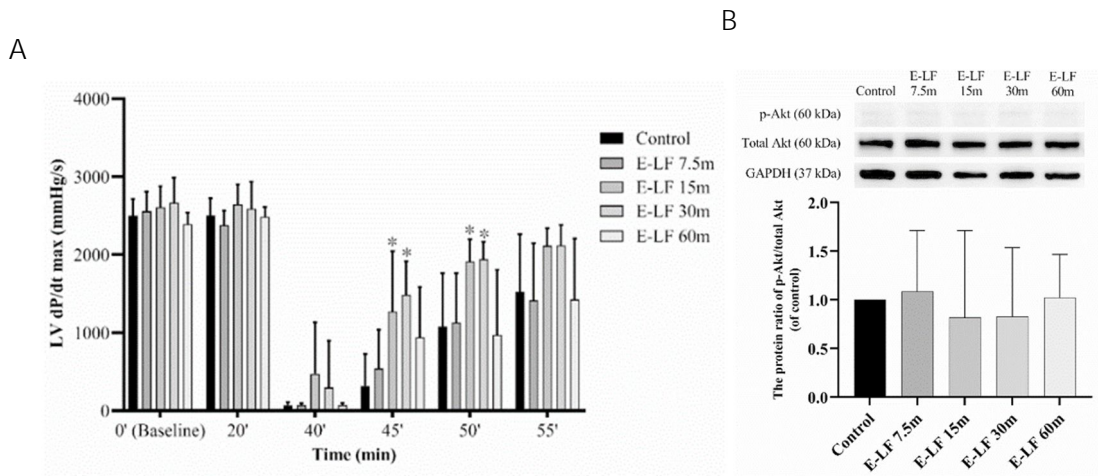 A
4000
3000
2000
1000
0
LV dP/dt max (mmHg/s)
* * * *
0' (Baseline) 20' 40' 45' 50' 55'
Time (min)
Control
E-LF 7.5m
E-LF 15m
E-LF 30m
E-LF 60m
B
Control E-LF 7.5m E-LF 15m E-LF 30m E-LF 60m
p-Akt (60 kDa)
Total Akt (60 kDa)
GAPDH (37 kDa)
The protein ratio of p-Akt/total Akt
(of control)
2.0
1.5
1.0
0.5
0.0
Control E-LF 7.5m E-LF 15m E-LF 30m E-LF 60m